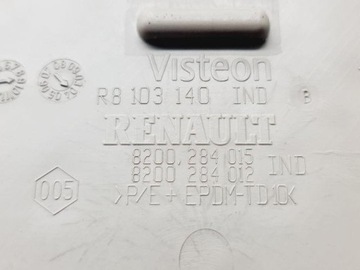 Visteon
R8 103 140 IND B
RENAULT
8200 284 015
8200 284 012 IND
005
>P/E+EPDM-TD10<